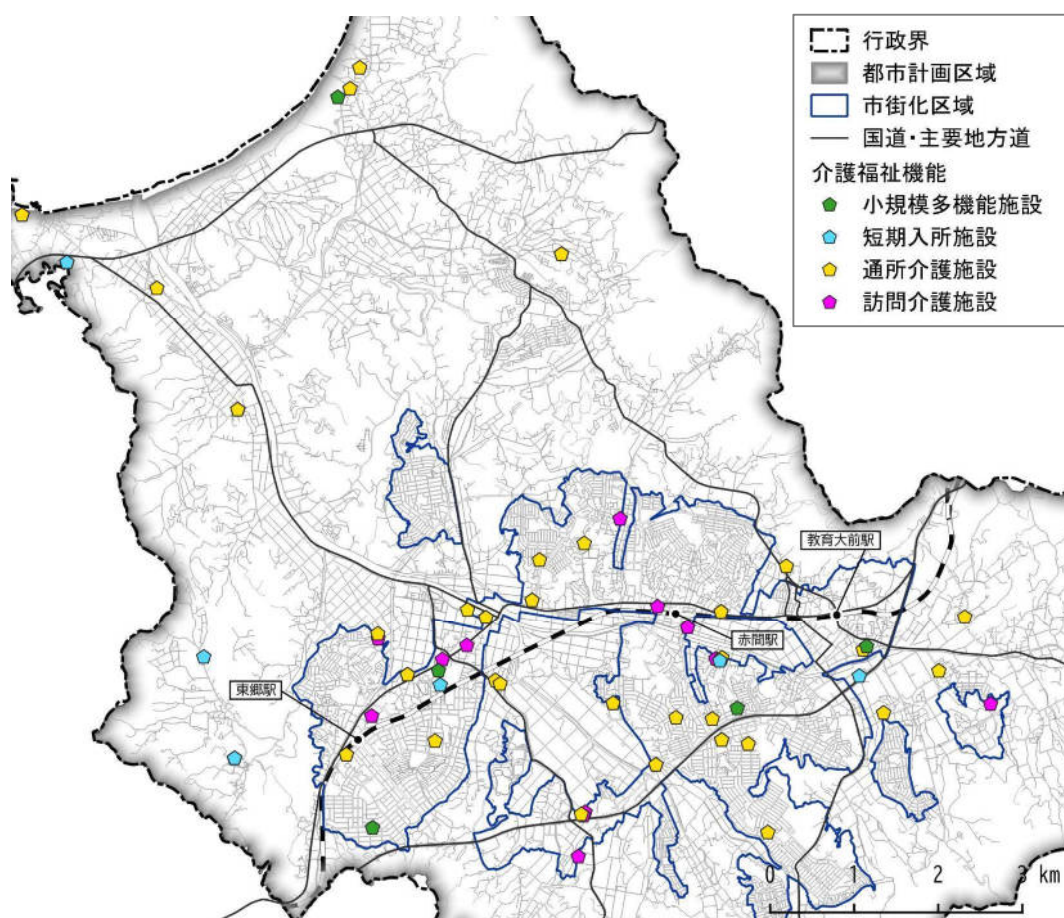 行政界
都市計画区域
市街化区域
国道・主要地方道
介護福祉機能
小規模多機能施設
短期入所施設
通所介護施設
訪問介護施設
教育大前駅
赤間駅
東郷駅
0 1 2 3 km